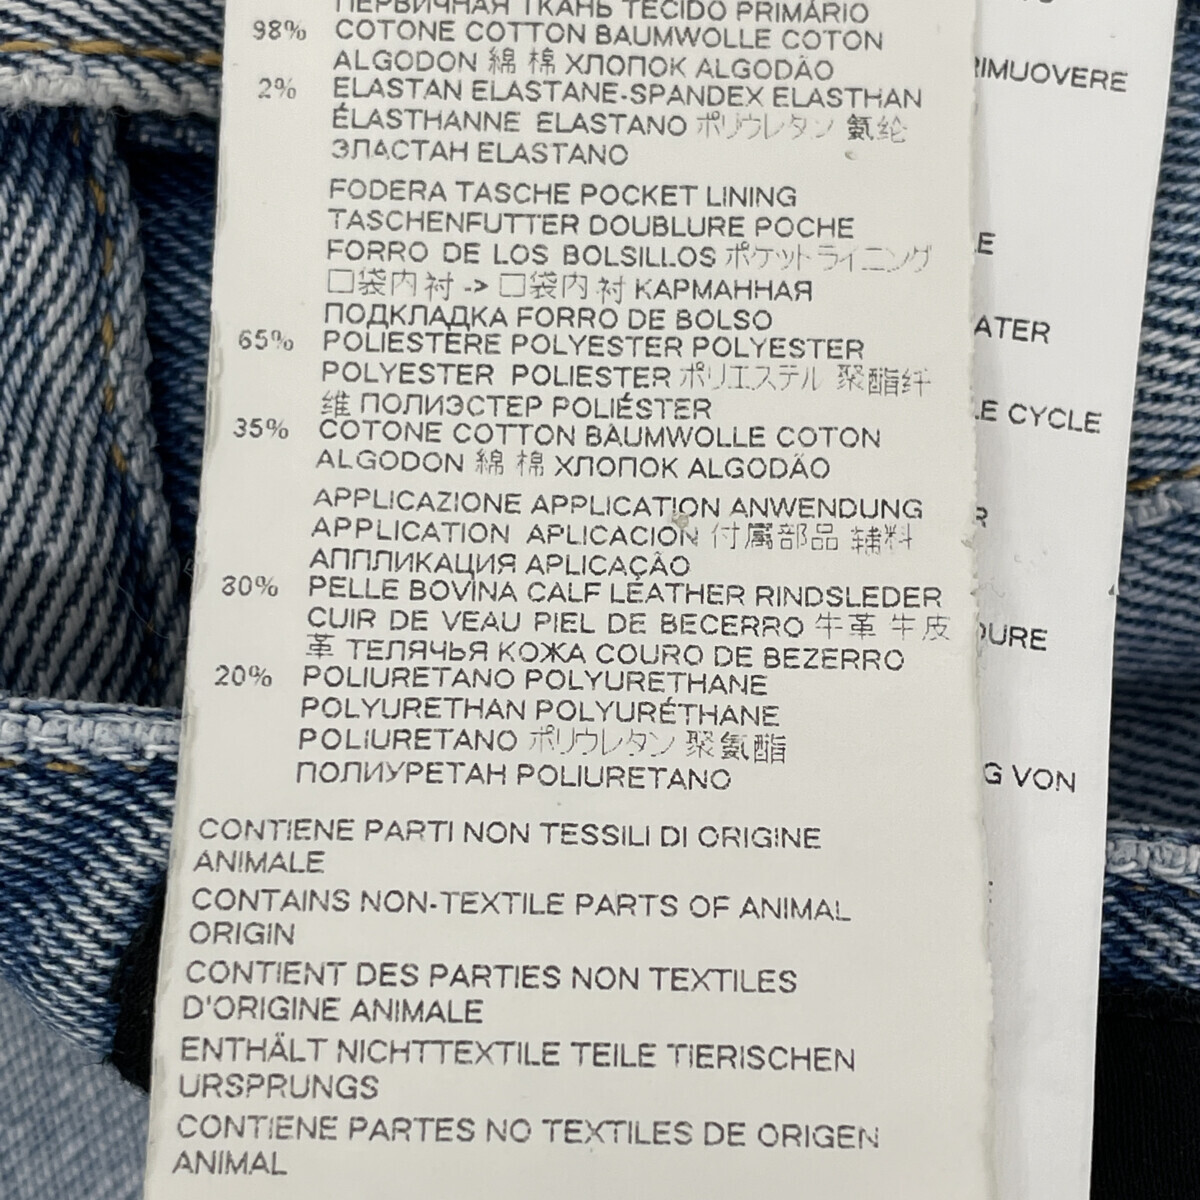 ПЕРВИЧНАЯ ТКАНЬ TECIDO PRIMÁRIO
98% COTONE COTTON BAUMWOLLE COTON
ALGODON 綿 棉 ХЛОПОК ALGODÃO
2% ELASTAN ELASTANE-SPANDEX ELASTHAN
ÉLASTHANNE ELASTANO ポリウレタン 氨纶
ЭЛАСТАН ELASTANO
FODERA TASCHE POCKET LINING
TASCHENFUTTER DOUBLURE POCHE
FORRO DE LOS BOLSILLOS ポケットライニング
口袋内衬 -> 口袋内衬 КАРМАННАЯ
ПОДКЛАДКА FORRO DE BOLSO
65% POLIESTERE POLYESTER POLYESTER
POLYESTER POLIESTER ポリエステル 聚酯纤
维 ПОЛИЭСТЕР POLIÉSTER
35% COTONE COTTON BAUMWOLLE COTON
ALGODON 綿 棉 ХЛОПОК ALGODÃO
APPLICAZIONE APPLICATION ANWENDUNG
APPLICATION APLICACION 付属部品 辅料
АППЛИКАЦИЯ APLICAÇÃO
80% PELLE BOVINA CALF LEATHER RINDSLEDER
CUIR DE VEAU PIEL DE BECERRO 牛革 牛皮
革 ТЕЛЯЧЬЯ КОЖА COURO DE BEZERRO
20% POLIURETANO POLYURETHANE
POLYURETHAN POLYURÉTHANE
POLIURETANO ポリウレタン 聚氨酯
ПОЛИУРЕТАН POLIURETANO
CONTIENE PARTI NON TESSILI DI ORIGINE
ANIMALE
CONTAINS NON-TEXTILE PARTS OF ANIMAL
ORIGIN
CONTIENT DES PARTIES NON TEXTILES
D'ORIGINE ANIMALE
ENTHÄLT NICHTTEXTILE TEILE TIERISCHEN
URSPRUNGS
CONTIENE PARTES NO TEXTILES DE ORIGEN
ANIMAL
RIMUOVERE
ATER
LE CYCLE
DURE
G VON